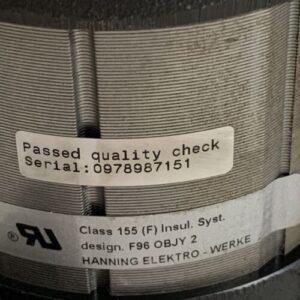 Passed quality check
Serial:0978987151
Class 155 (F) Insul. Syst.
design. F96 OBJY 2
HANNING ELEKTRO - WERKE